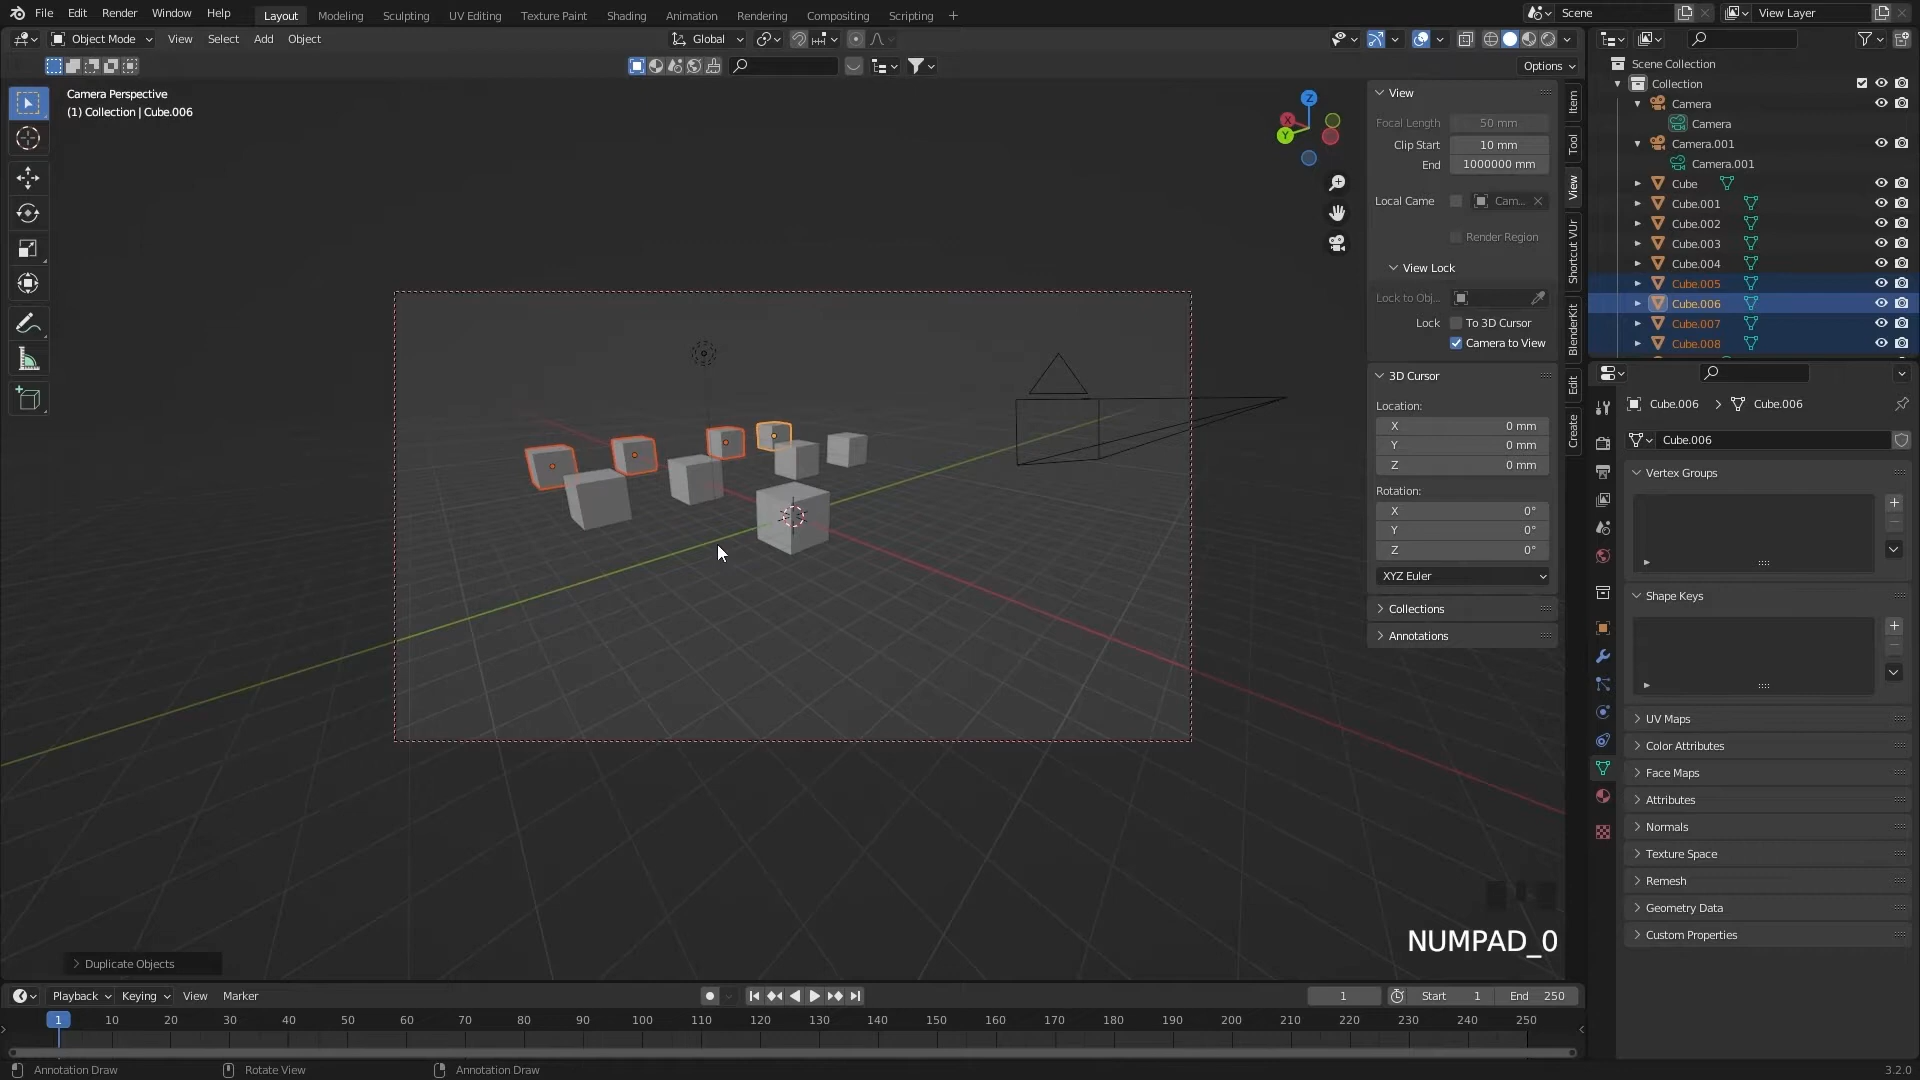 File Edit Render Window Help Layout Modeling Sculpting UV Editing Texture Paint Shading Animation Rendering Compositing Scripting + Scene View Layer
Object Mode View Select Add Object Global
Options
Camera Perspective
(1) Collection | Cube.006
Z
X
Y
View
Focal Length 50 mm
Clip Start 10 mm
End 1000000 mm
Local Came Cam...
Render Region
View Lock
Lock to Obj...
Lock To 3D Cursor
Camera to View
3D Cursor
Location:
X 0 mm
Y 0 mm
Z 0 mm
Rotation:
X 0°
Y 0°
Z 0°
XYZ Euler
Collections
Annotations
Item
Tool
View
Shortcut VUr
BlenderKit
Edit
Create
Scene Collection
Collection
Camera
Camera
Camera.001
Camera.001
Cube
Cube.001
Cube.002
Cube.003
Cube.004
Cube.005
Cube.006
Cube.007
Cube.008
Cube.006 Cube.006
Cube.006
Vertex Groups
Shape Keys
UV Maps
Color Attributes
Face Maps
Attributes
Normals
Texture Space
Remesh
Geometry Data
Custom Properties
NUMPAD_0
Duplicate Objects
Playback Keying View Marker 1 Start 1 End 250
1 10 20 30 40 50 60 70 80 90 100 110 120 130 140 150 160 170 180 190 200 210 220 230 240 250
Annotation Draw Rotate View Annotation Draw 3.2.0